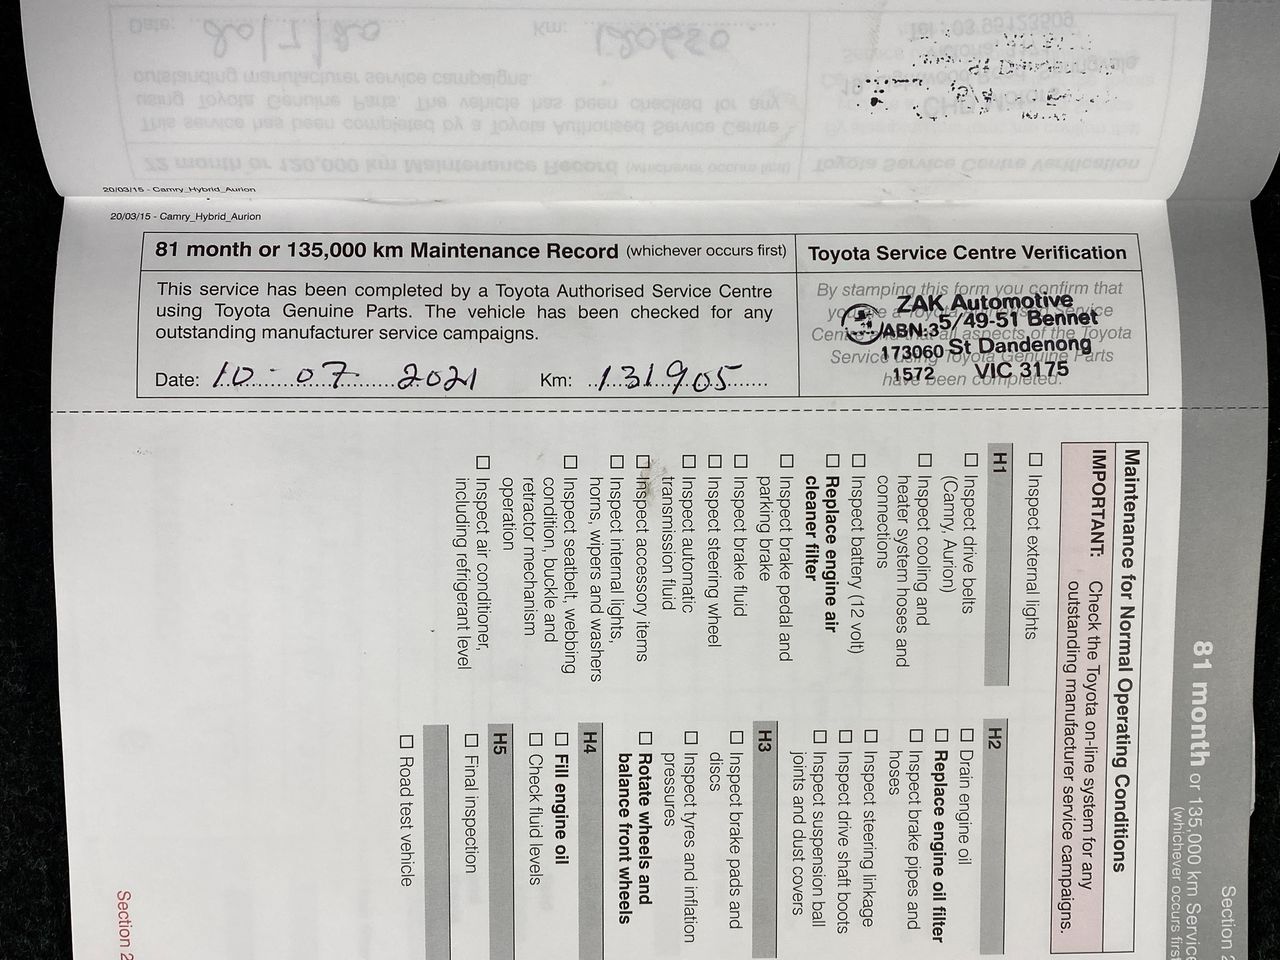 20/03/15 - Camry_Hybrid_Aurion
20/03/15 - Camry_Hybrid_Aurion
81 month or 135,000 km Maintenance Record (whichever occurs first)
This service has been completed by a Toyota Authorised Service Centre
using Toyota Genuine Parts. The vehicle has been checked for any
outstanding manufacturer service campaigns.
Date: 10 - 07 2021 Km: 131905
Toyota Service Centre Verification
By stamping this form you confirm that
Service using Toyota Genuine Parts
have been completed.
ZAK Automotive
ABN:35/49-51 Bennet
173060 St Dandenong
1572 VIC 3175
Maintenance for Normal Operating Conditions
IMPORTANT: Check the Toyota on-line system for any
outstanding manufacturer service campaigns.
Inspect external lights
H1
Inspect drive belts
(Camry, Aurion)
Inspect cooling and
heater system hoses and
connections
Inspect battery (12 volt)
Replace engine air
cleaner filter
Inspect brake pedal and
parking brake
Inspect brake fluid
Inspect steering wheel
Inspect automatic
transmission fluid
Inspect accessory items
Inspect internal lights,
horns, wipers and washers
Inspect seatbelt, webbing
condition, buckle and
retractor mechanism
operation
Inspect air conditioner,
including refrigerant level
H2
Drain engine oil
Replace engine oil filter
Inspect brake pipes and
hoses
Inspect steering linkage
Inspect drive shaft boots
Inspect suspension ball
joints and dust covers
H3
Inspect brake pads and
discs
Inspect tyres and inflation
pressures
Rotate wheels and
balance front wheels
H4
Fill engine oil
Check fluid levels
H5
Final inspection
Road test vehicle
Section 2
81 month or 135,000 km Service
(whichever occurs first
Section 2